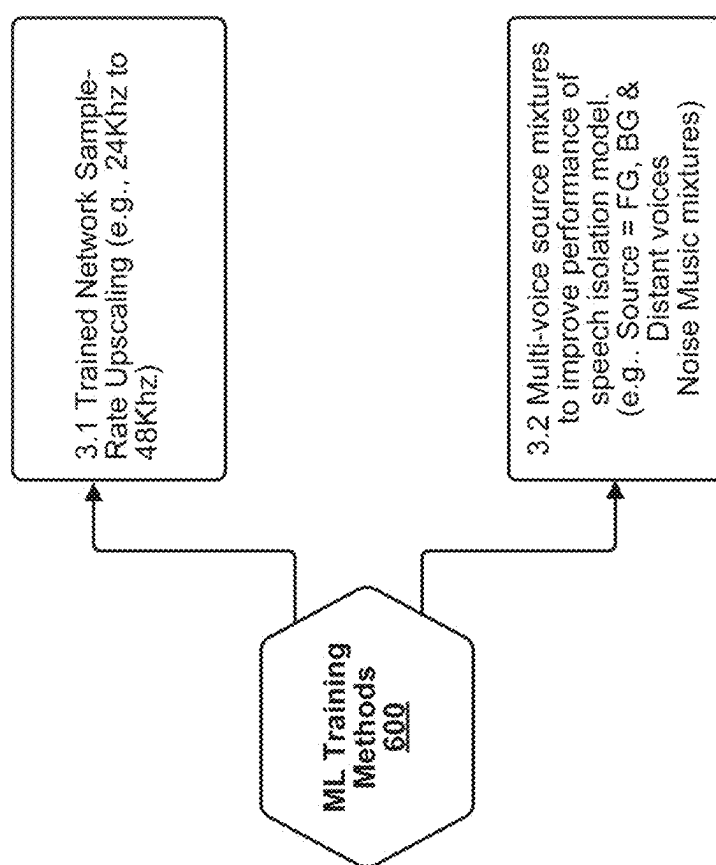 ML Training
Methods
600
3.1 Trained Network Sample-
Rate Upscaling (e.g., 24Khz to
48Khz)
3.2 Multi-voice source mixtures
to improve performance of
speech isolation model.
(e.g.. Source = FG, BG &
Distant voices
Noise Music mixtures)